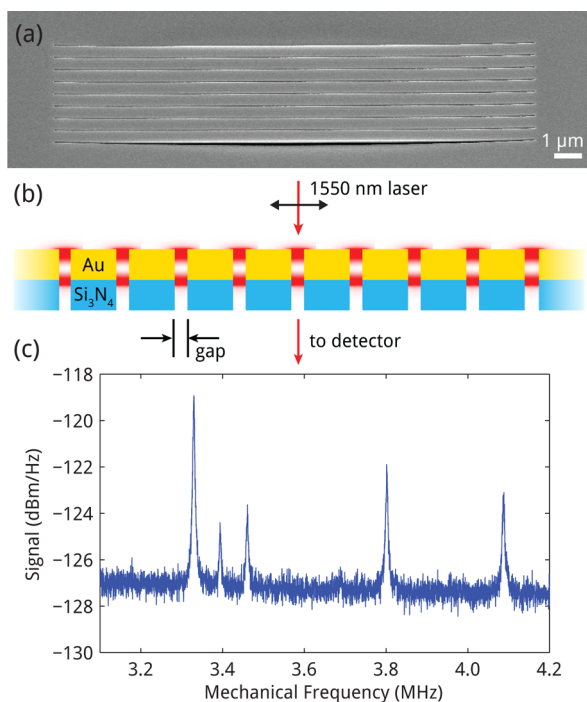 (a)
1 μm
(b)
1550 nm laser
Au
Si₃N₄
gap
to detector
(c)
−118
−120
−122
−124
−126
−128
−130
Signal (dBm/Hz)
3.2 3.4 3.6 3.8 4.0 4.2
Mechanical Frequency (MHz)